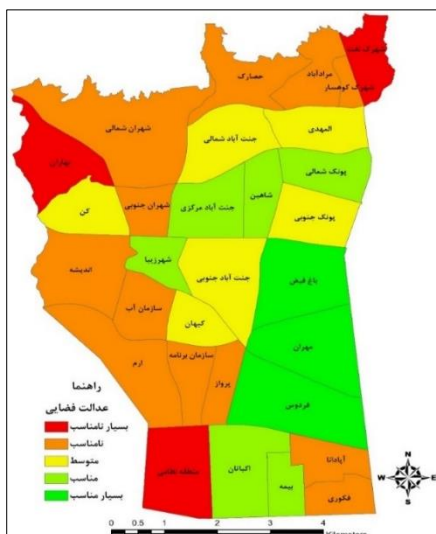 شهرک نفت
مرادآباد
حصارک
شهرک کوهسار
شهران شمالی
المهدی
جنت آباد شمالی
بهاران
پونک شمالی
شاهین
جنت آباد مرکزی
شهران جنوبی
کن
پونک جنوبی
شهرزیبا
اندیشه
جنت آباد جنوبی
باغ فیض
سازمان آب
کیهان
مهران
سازمان برنامه
ارم
پرواز
فردوس
راهنما
عدالت فضایی
بسیار نامناسب
نامناسب
متوسط
مناسب
بسیار مناسب
منطقه نظامی
اکباتان
بیمه
آپادانا
فکوری
N
W
E
S
0 0.5 1 2 3 4
Kilometers